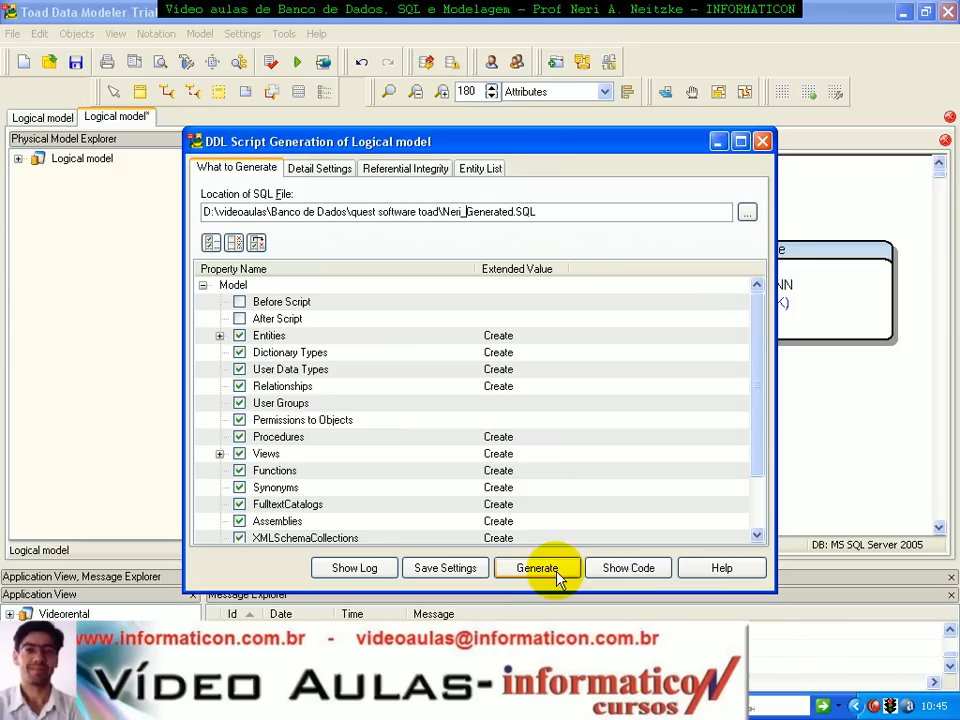 Toad Data Modeler Trial
Vídeo aulas de Banco de Dados, SQL e Modelagem - Prof Neri A. Neitzke - INFORMATICON
File Edit Objects View Notation Model Settings Tools Help
180 Attributes
Logical model Logical model*
Physical Model Explorer
Logical model
DDL Script Generation of Logical model
What to Generate Detail Settings Referential Integrity Entity List
Location of SQL File:
D:\videoaulas\Banco de Dados\quest software toad\Neri_Generated.SQL
...
Property Name Extended Value
Model
Before Script
After Script
Entities Create
Dictionary Types Create
User Data Types Create
Relationships Create
User Groups
Permissions to Objects
Procedures Create
Views Create
Functions Create
Synonyms Create
FulltextCatalogs Create
Assemblies Create
XMLSchemaCollections Create
Show Log Save Settings Generate Show Code Help
Logical model
DB: MS SQL Server 2005
Application View, Message Explorer
Application View
Message Explorer
Videorental
Id Date Time Message
www.informaticon.com.br - videoaulas@informaticon.com.br
Vídeo Aulas- informaticon
cursos
10:45